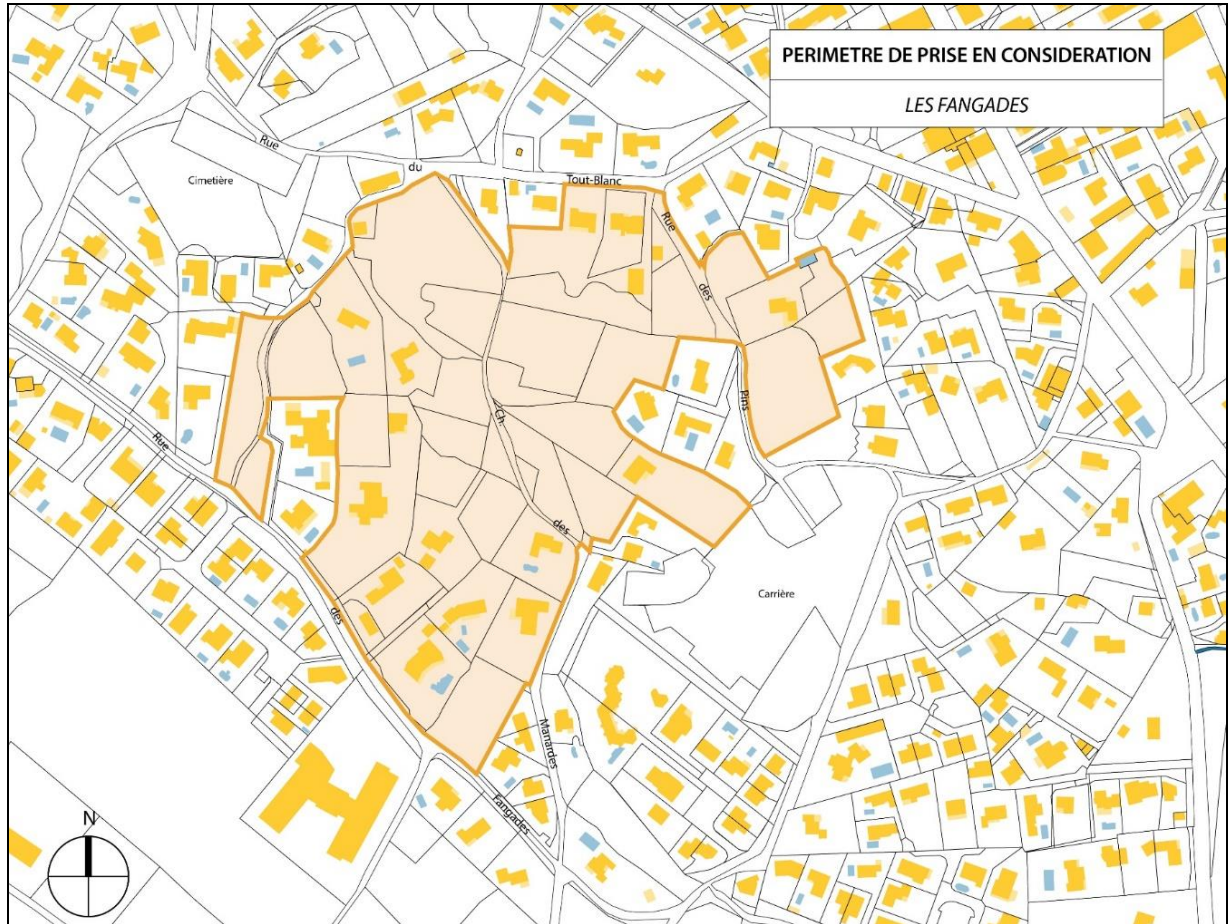 PERIMETRE DE PRISE EN CONSIDERATION
LES FANGADES
Rue
du
Tout-Blanc
Cimetière
Rue
des
Pins
Ch.
des
Manardes
Rue
des
Fangades
Carrière
N